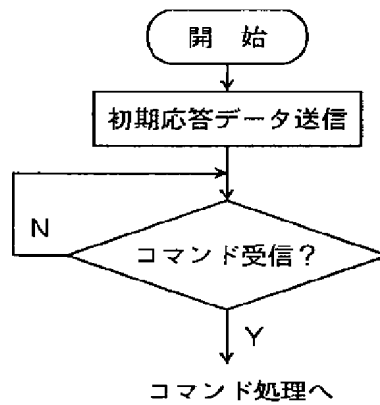 開 始
初期応答データ送信
N
コマンド受信?
Y
コマンド処理へ